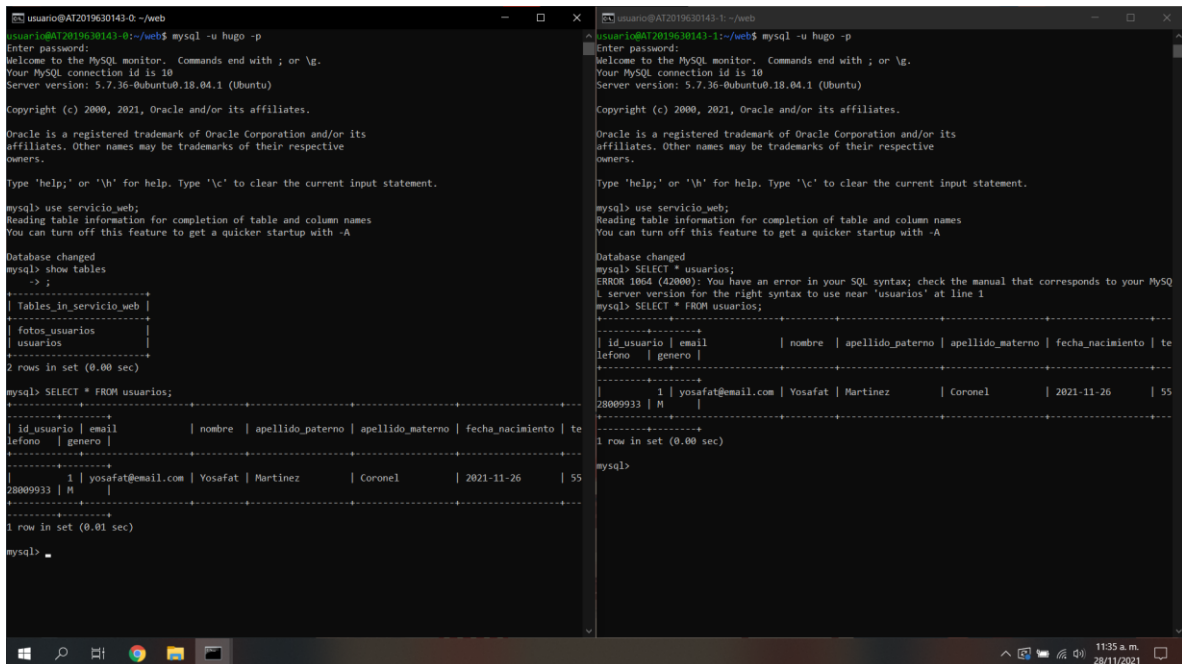 usuario@AT2019630143-0: ~/web
usuario@AT2019630143-0:~/web$ mysql -u hugo -p
Enter password:
Welcome to the MySQL monitor.  Commands end with ; or \g.
Your MySQL connection id is 10
Server version: 5.7.36-0ubuntu0.18.04.1 (Ubuntu)
Copyright (c) 2000, 2021, Oracle and/or its affiliates.
Oracle is a registered trademark of Oracle Corporation and/or its
affiliates. Other names may be trademarks of their respective
owners.
Type 'help;' or '\h' for help. Type '\c' to clear the current input statement.
mysql> use servicio_web;
Reading table information for completion of table and column names
You can turn off this feature to get a quicker startup with -A
Database changed
mysql> show tables
    -> ;
+-----------------------+
| Tables_in_servicio_web |
+-----------------------+
| fotos_usuarios         |
| usuarios               |
+-----------------------+
2 rows in set (0.00 sec)
mysql> SELECT * FROM usuarios;
+------------+-------------------+---------+------------------+------------------+------------------+---
---------+--------+
| id_usuario | email             | nombre  | apellido_paterno | apellido_materno | fecha_nacimiento | te
lefono   | genero |
+------------+-------------------+---------+------------------+------------------+------------------+---
---------+--------+
|          1 | yosafat@email.com | Yosafat | Martinez         | Coronel          | 2021-11-26       | 55
28009933 | M      |
+------------+-------------------+---------+------------------+------------------+------------------+---
---------+--------+
1 row in set (0.01 sec)
mysql>
usuario@AT2019630143-1: ~/web
usuario@AT2019630143-1:~/web$ mysql -u hugo -p
Enter password:
Welcome to the MySQL monitor.  Commands end with ; or \g.
Your MySQL connection id is 10
Server version: 5.7.36-0ubuntu0.18.04.1 (Ubuntu)
Copyright (c) 2000, 2021, Oracle and/or its affiliates.
Oracle is a registered trademark of Oracle Corporation and/or its
affiliates. Other names may be trademarks of their respective
owners.
Type 'help;' or '\h' for help. Type '\c' to clear the current input statement.
mysql> use servicio_web;
Reading table information for completion of table and column names
You can turn off this feature to get a quicker startup with -A
Database changed
mysql> SELECT * usuarios;
ERROR 1064 (42000): You have an error in your SQL syntax; check the manual that corresponds to your MySQ
L server version for the right syntax to use near 'usuarios' at line 1
mysql> SELECT * FROM usuarios;
+------------+-------------------+---------+------------------+------------------+------------------+---
---------+--------+
| id_usuario | email             | nombre  | apellido_paterno | apellido_materno | fecha_nacimiento | te
lefono   | genero |
+------------+-------------------+---------+------------------+------------------+------------------+---
---------+--------+
|          1 | yosafat@email.com | Yosafat | Martinez         | Coronel          | 2021-11-26       | 55
28009933 | M      |
+------------+-------------------+---------+------------------+------------------+------------------+---
---------+--------+
1 row in set (0.00 sec)
mysql>
11:35 a. m.
28/11/2021